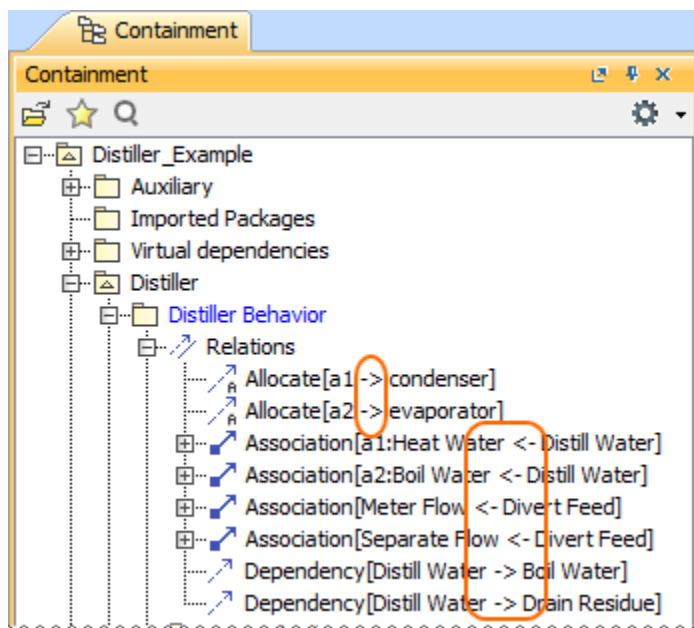 Containment
Containment
Distiller_Example
Auxiliary
Imported Packages
Virtual dependencies
Distiller
Distiller Behavior
Relations
A Allocate[a1 -> condenser]
A Allocate[a2 -> evaporator]
Association[a1:Heat Water <- Distill Water]
Association[a2:Boil Water <- Distill Water]
Association[Meter Flow <- Divert Feed]
Association[Separate Flow <- Divert Feed]
Dependency[Distill Water -> Boil Water]
Dependency[Distill Water -> Drain Residue]